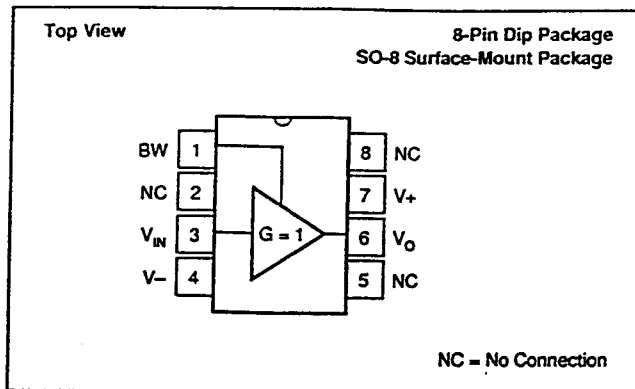 Top View
8-Pin Dip Package
SO-8 Surface-Mount Package
BW 1
8 NC
NC 2
7 V+
VIN 3
G = 1
6 VO
V– 4
5 NC
NC = No Connection